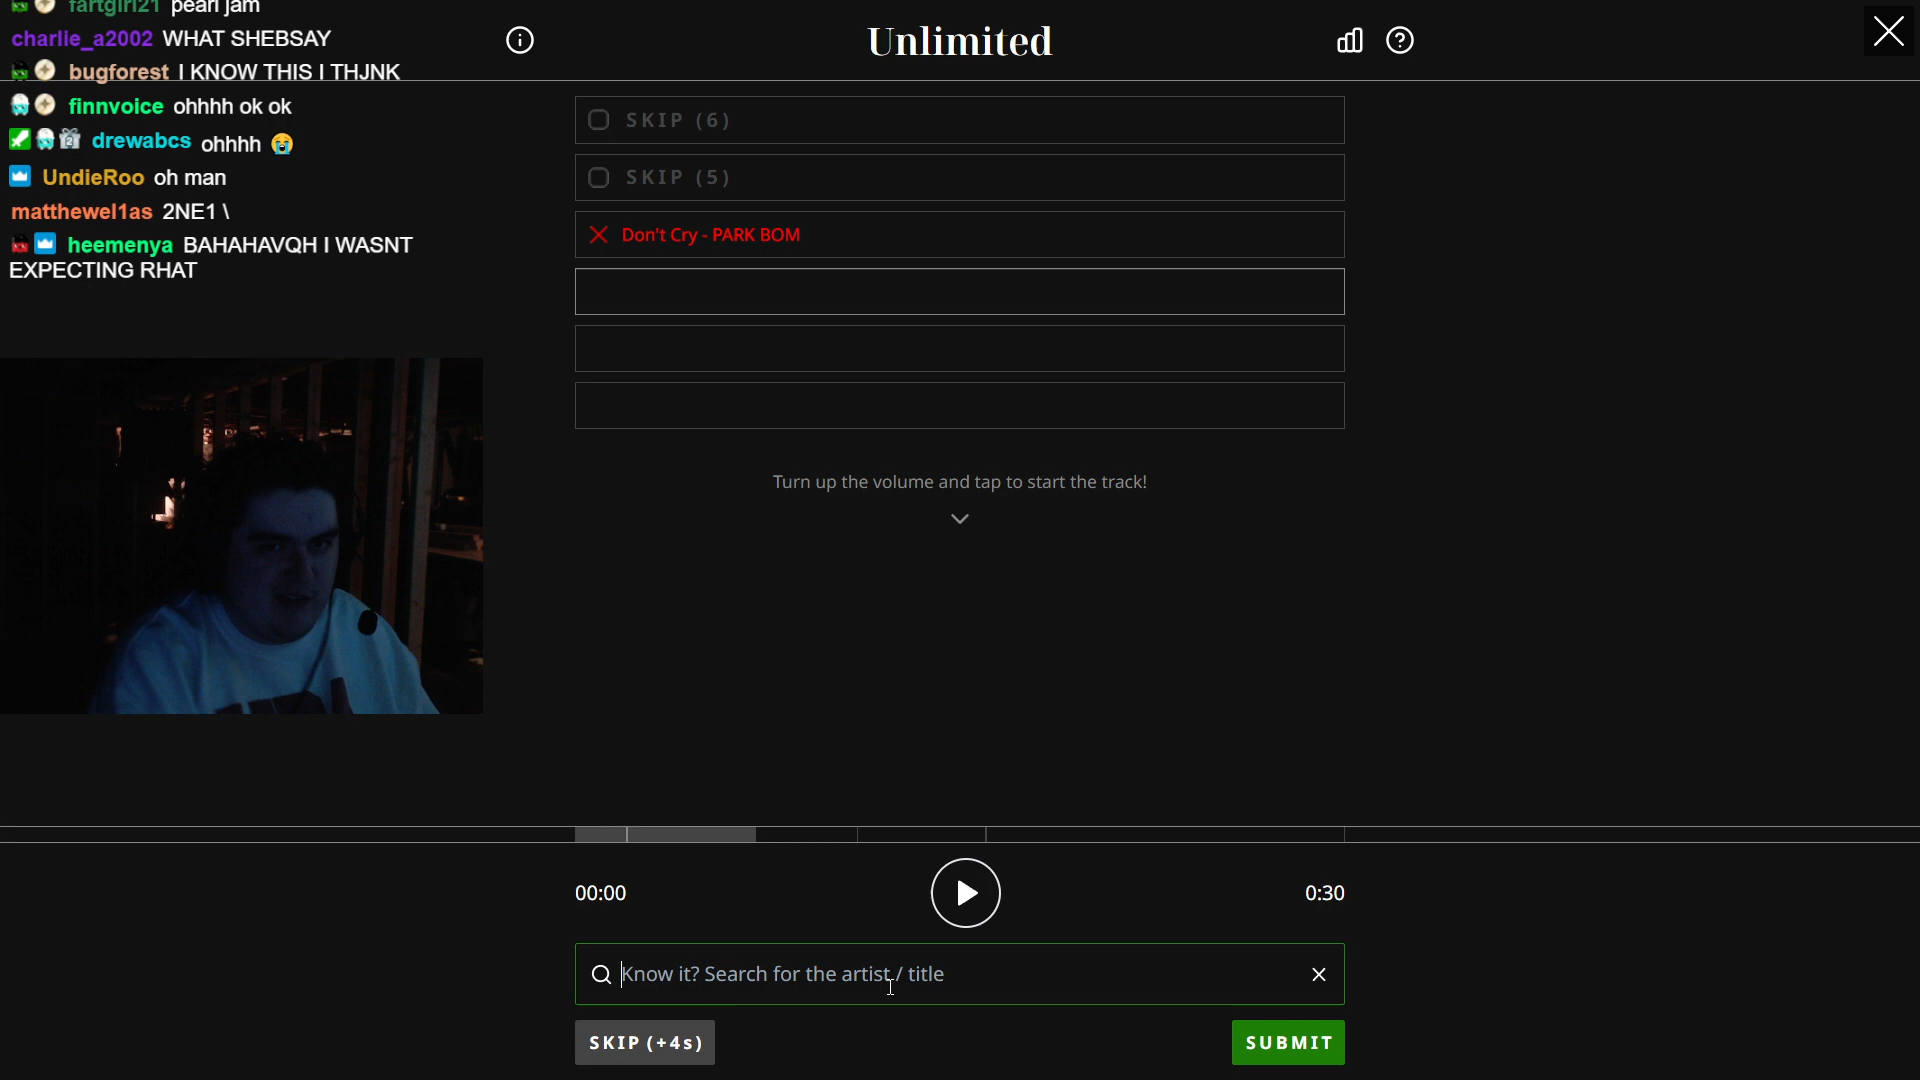 fartgirl21 pearl jam
charlie_a2002 WHAT SHEBSAY
bugforest I KNOW THIS I THJNK
finnvoice ohhhh ok ok
drewabcs ohhhh 😭
UndieRoo oh man
matthewel1as 2NE1 \
heemenya BAHAHAVQH I WASNT
EXPECTING RHAT
Unlimited
SKIP (6)
SKIP (5)
Don't Cry - PARK BOM
Turn up the volume and tap to start the track!
00:00
0:30
Know it? Search for the artist / title
SKIP (+4s)
SUBMIT